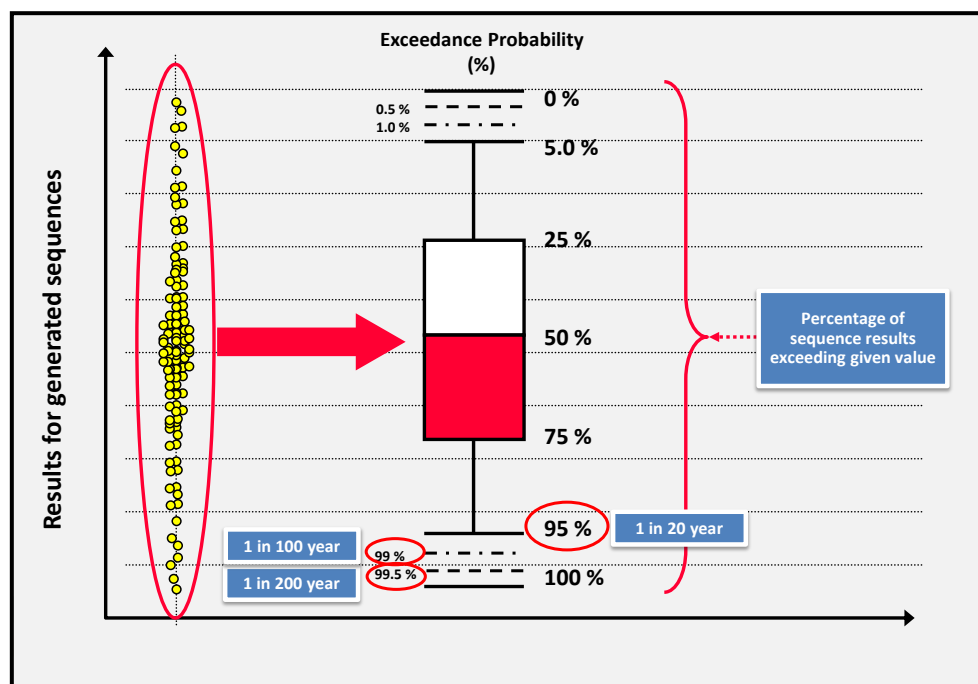 Exceedance Probability
(%)
0 %
0.5 %
1.0 %
5.0 %
25 %
50 %
75 %
95 %
1 in 20 year
1 in 100 year
99 %
1 in 200 year
99.5 %
100 %
Results for generated sequences
Percentage of
sequence results
exceeding given value